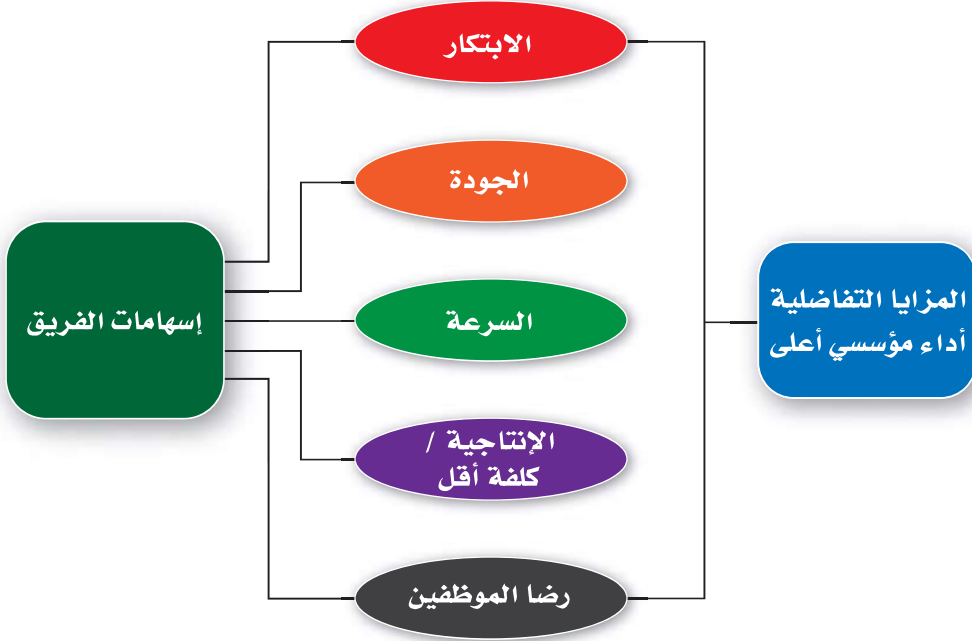 الابتكار
الجودة
المزايا التفاضلية
أداء مؤسسي أعلى
السرعة
إسهامات الفريق
الإنتاجية /
كلفة أقل
رضا الموظفين